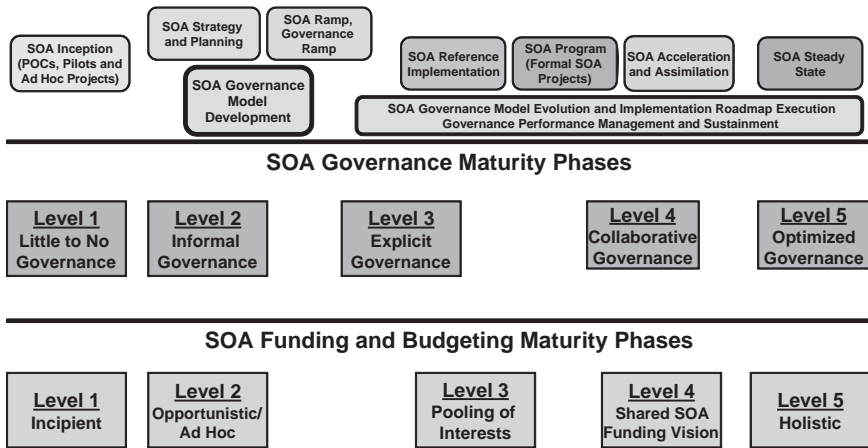 SOA Inception
(POCs, Pilots and
Ad Hoc Projects)
SOA Strategy
and Planning
SOA Ramp,
Governance
Ramp
SOA Governance
Model
Development
SOA Reference
Implementation
SOA Program
(Formal SOA
Projects)
SOA Acceleration
and Assimilation
SOA Steady
State
SOA Governance Model Evolution and Implementation Roadmap Execution
Governance Performance Management and Sustainment
SOA Governance Maturity Phases
Level 1
Little to No
Governance
Level 2
Informal
Governance
Level 3
Explicit
Governance
Level 4
Collaborative
Governance
Level 5
Optimized
Governance
SOA Funding and Budgeting Maturity Phases
Level 1
Incipient
Level 2
Opportunistic/
Ad Hoc
Level 3
Pooling of
Interests
Level 4
Shared SOA
Funding Vision
Level 5
Holistic